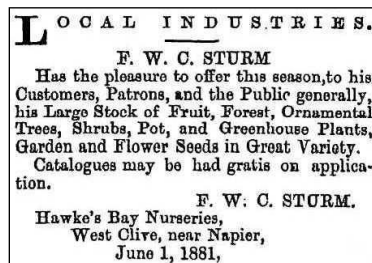 LOCAL INDUSTRIES.
F. W. C. STURM
Has the pleasure to offer this season,to his
Customers, Patrons, and the Public generally,
his Large Stock of Fruit, Forest, Ornamental
Trees, Shrubs, Pot, and Greenhouse Plants,
Garden and Flower Seeds in Great Variety.
Catalogues may be had gratis on applica-
tion.
F. W. C. STURM.
Hawke's Bay Nurseries,
West Clive, near Napier,
June 1, 1881,